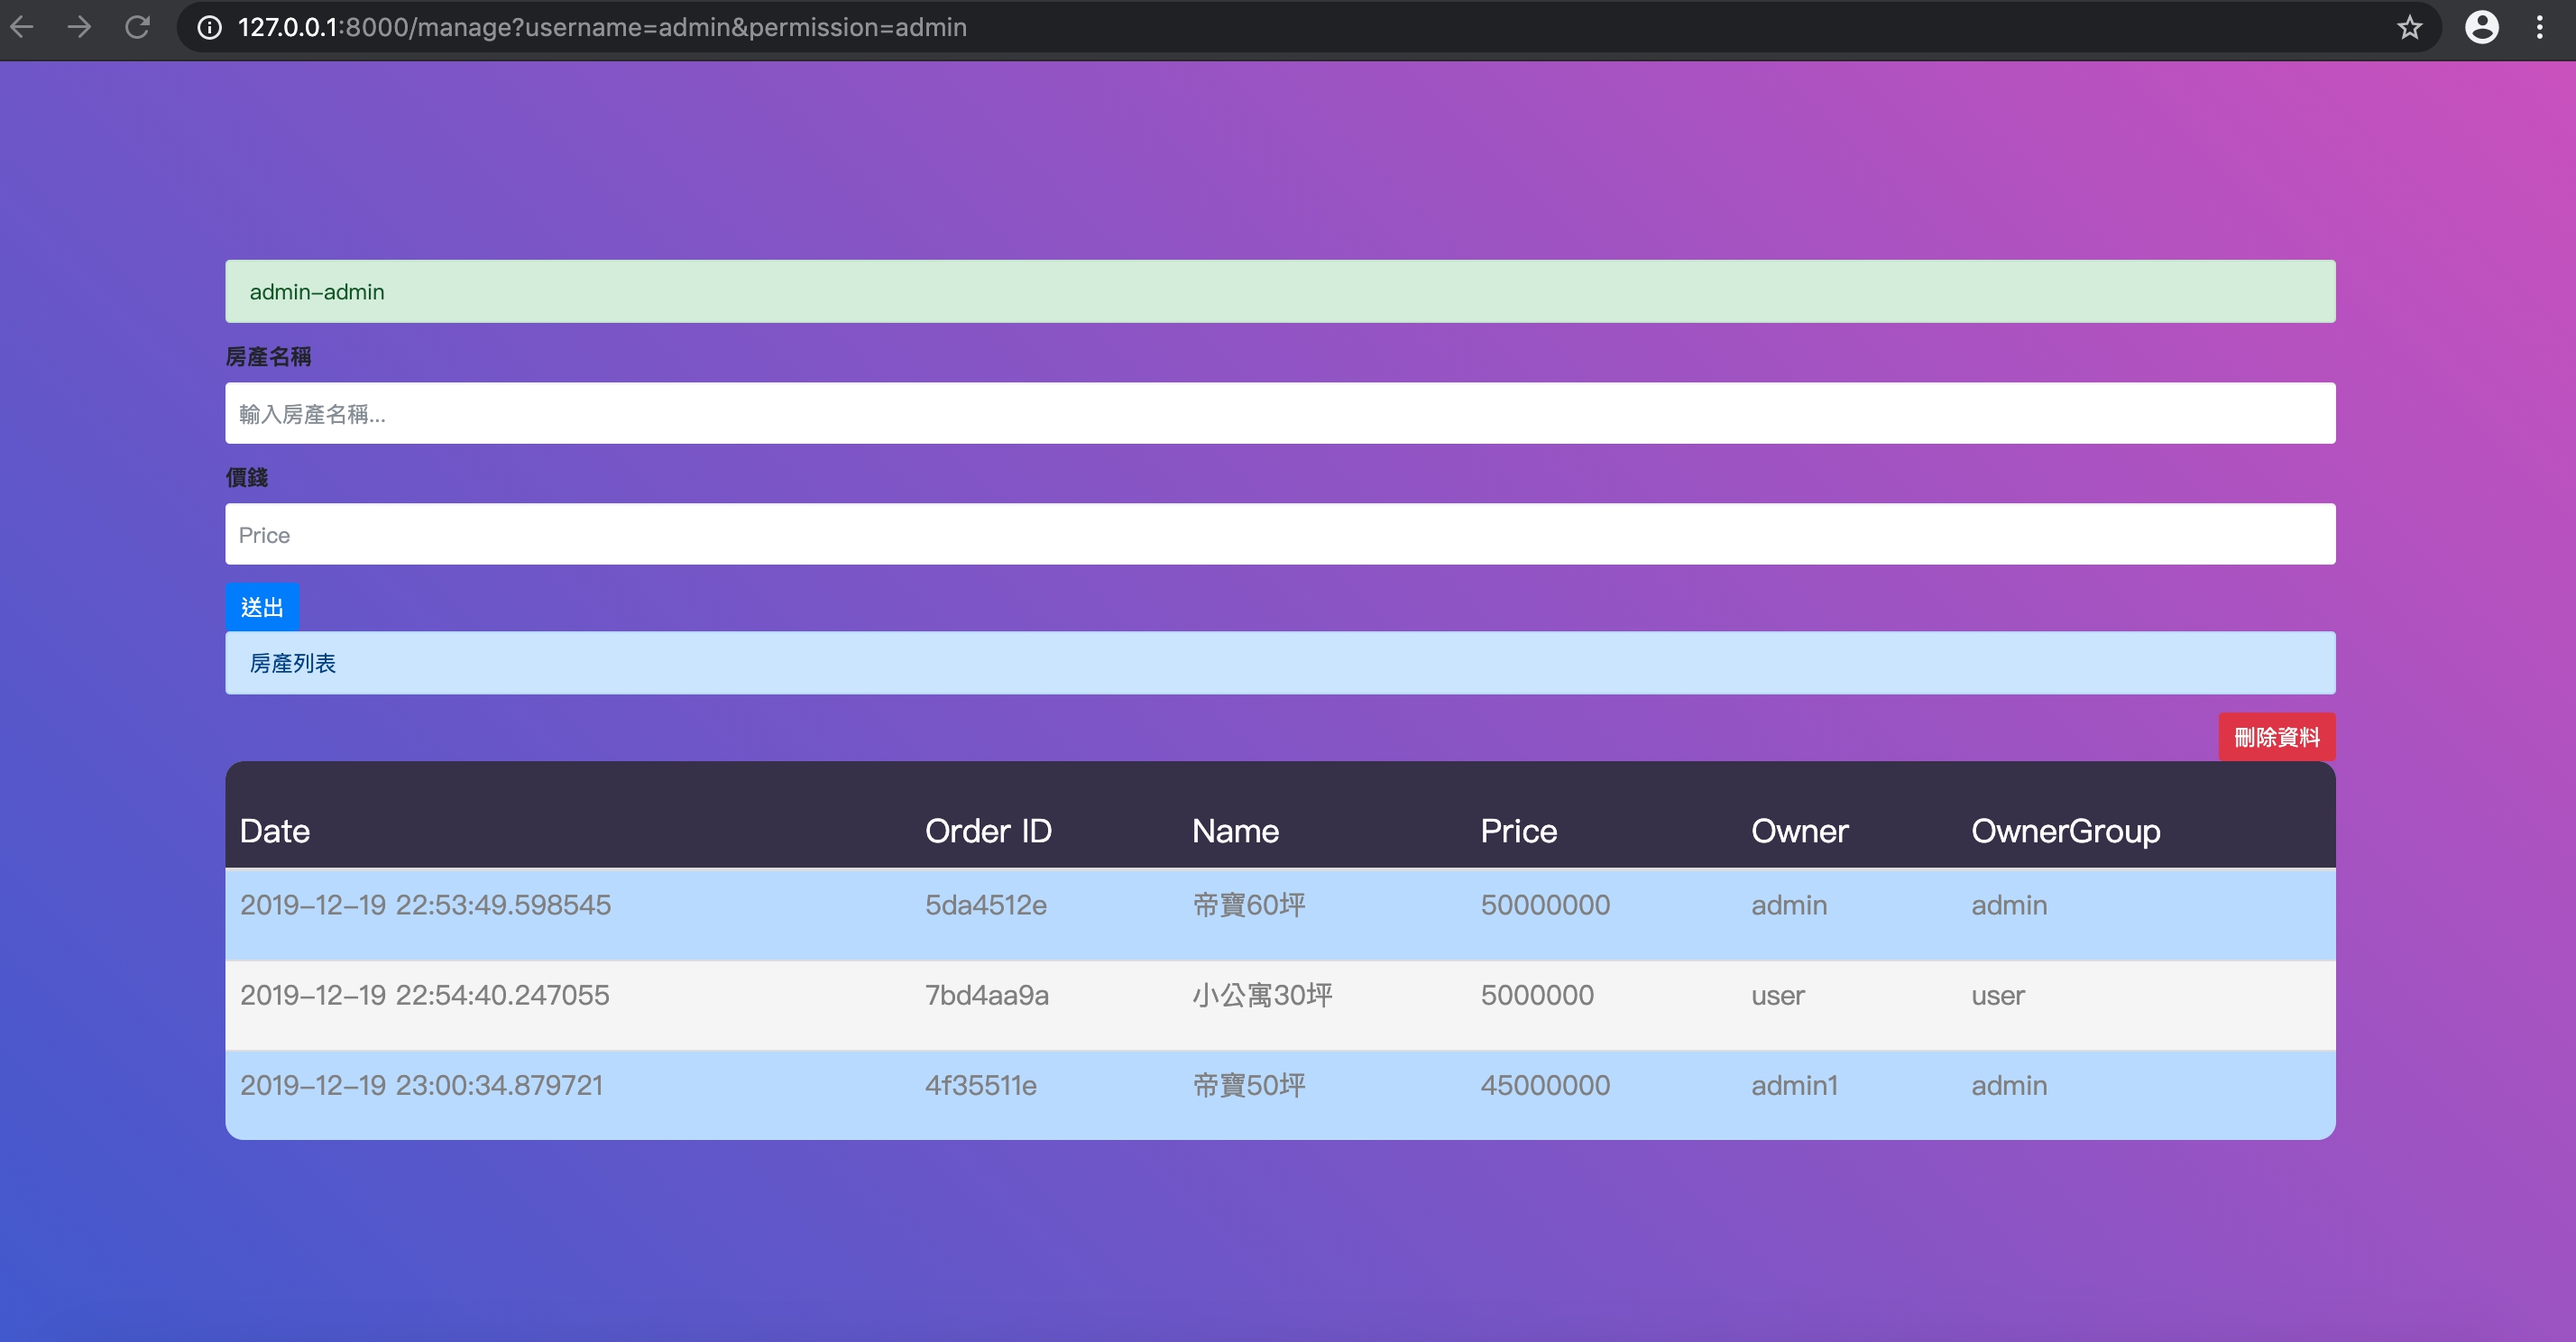 127.0.0.1:8000/manage?username=admin&permission=admin
admin-admin
房產名稱
輸入房產名稱...
價錢
Price
送出
房產列表
刪除資料
Date Order ID Name Price Owner OwnerGroup
2019-12-19 22:53:49.598545 5da4512e 帝寶60坪 50000000 admin admin
2019-12-19 22:54:40.247055 7bd4aa9a 小公寓30坪 5000000 user user
2019-12-19 23:00:34.879721 4f35511e 帝寶50坪 45000000 admin1 admin